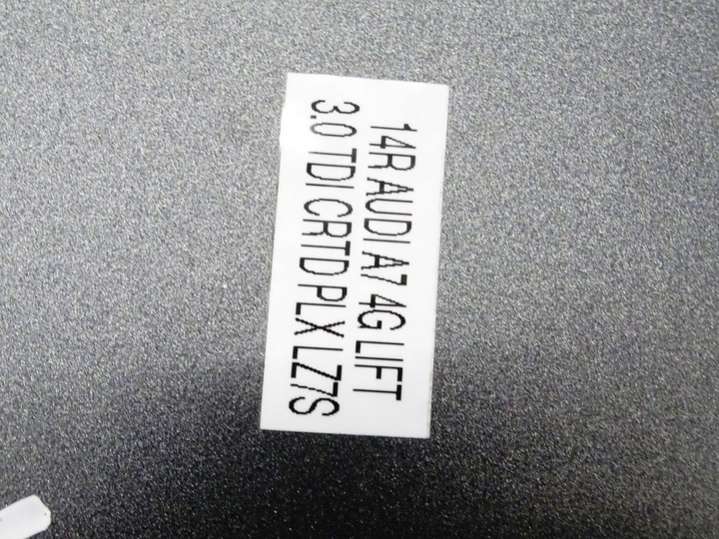 14R AUDI A7 4G LIFT
3.0 TDI CRTD PLX LZ7S